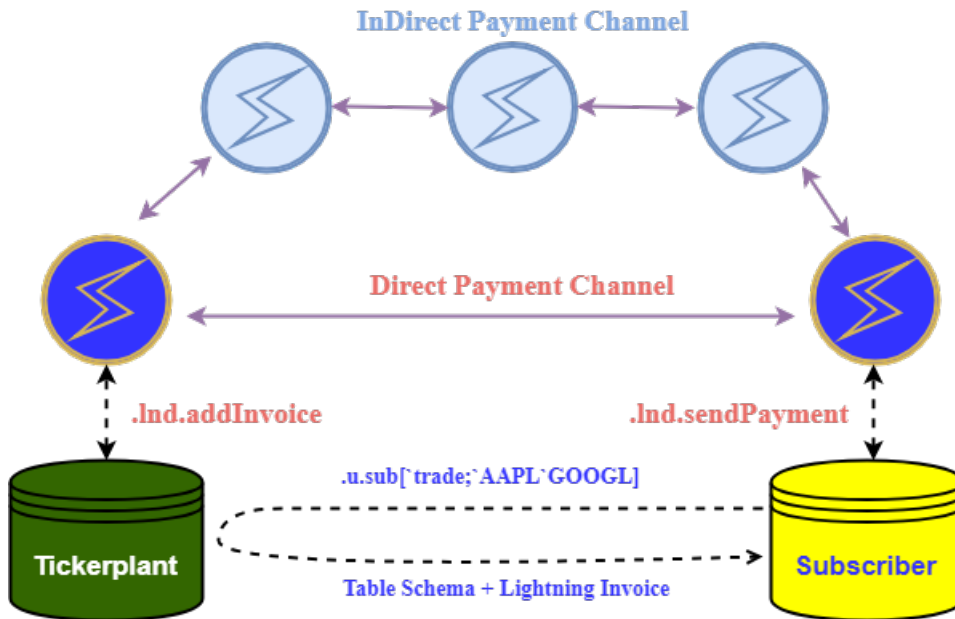 InDirect Payment Channel
Direct Payment Channel
.lnd.addInvoice
.lnd.sendPayment
.u.sub[`trade;`AAPL`GOOGL]
Tickerplant
Subscriber
Table Schema + Lightning Invoice